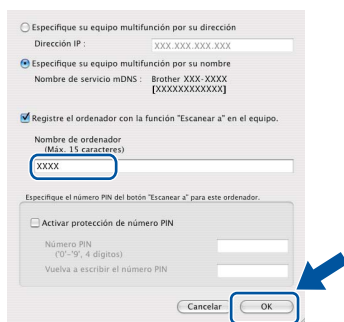 Especifique su equipo multifunción por su dirección
Dirección IP :
XXX.XXX.XXX.XXX
Especifique su equipo multifunción por su nombre
Nombre de servicio mDNS : Brother XXX-XXXX
[XXXXXXXXXXXX]
Registre el ordenador con la función "Escanear a" en el equipo.
Nombre de ordenador
(Máx. 15 caracteres)
XXXX
Especifique el número PIN del botón "Escanear a" para este ordenador.
Activar protección de número PIN
Número PIN
('0'-'9', 4 dígitos)
Vuelva a escribir el número PIN
Cancelar OK